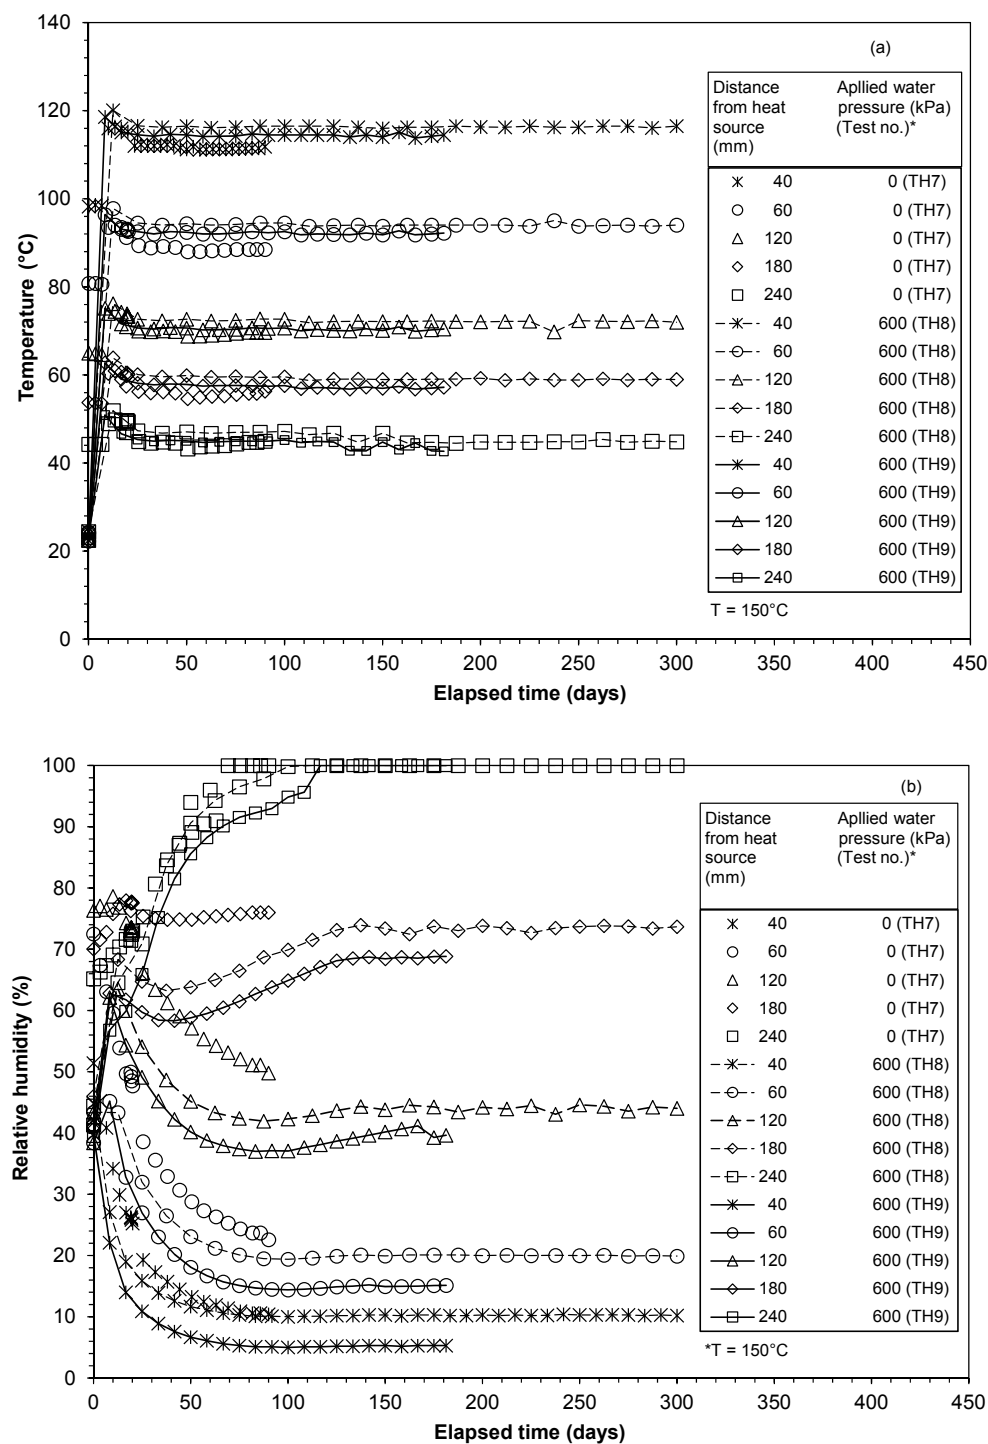 140
120
100
80
60
40
20
0
Temperature (°C)
(a)
Distance from heat source (mm)
Apllied water pressure (kPa) (Test no.)*
40 0 (TH7)
60 0 (TH7)
120 0 (TH7)
180 0 (TH7)
240 0 (TH7)
40 600 (TH8)
60 600 (TH8)
120 600 (TH8)
180 600 (TH8)
240 600 (TH8)
40 600 (TH9)
60 600 (TH9)
120 600 (TH9)
180 600 (TH9)
240 600 (TH9)
T = 150°C
0 50 100 150 200 250 300 350 400 450
Elapsed time (days)
100
90
80
70
60
50
40
30
20
10
0
Relative humidity (%)
(b)
Distance from heat source (mm)
Apllied water pressure (kPa) (Test no.)*
40 0 (TH7)
60 0 (TH7)
120 0 (TH7)
180 0 (TH7)
240 0 (TH7)
40 600 (TH8)
60 600 (TH8)
120 600 (TH8)
180 600 (TH8)
240 600 (TH8)
40 600 (TH9)
60 600 (TH9)
120 600 (TH9)
180 600 (TH9)
240 600 (TH9)
*T = 150°C
0 50 100 150 200 250 300 350 400 450
Elapsed time (days)